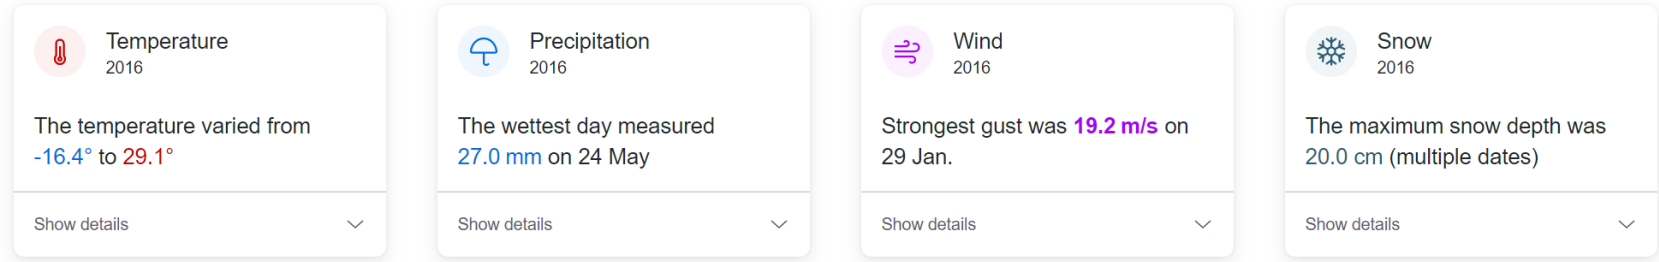 Temperature
2016
The temperature varied from
-16.4° to 29.1°
Show details
Precipitation
2016
The wettest day measured
27.0 mm on 24 May
Show details
Wind
2016
Strongest gust was 19.2 m/s on
29 Jan.
Show details
Snow
2016
The maximum snow depth was
20.0 cm (multiple dates)
Show details